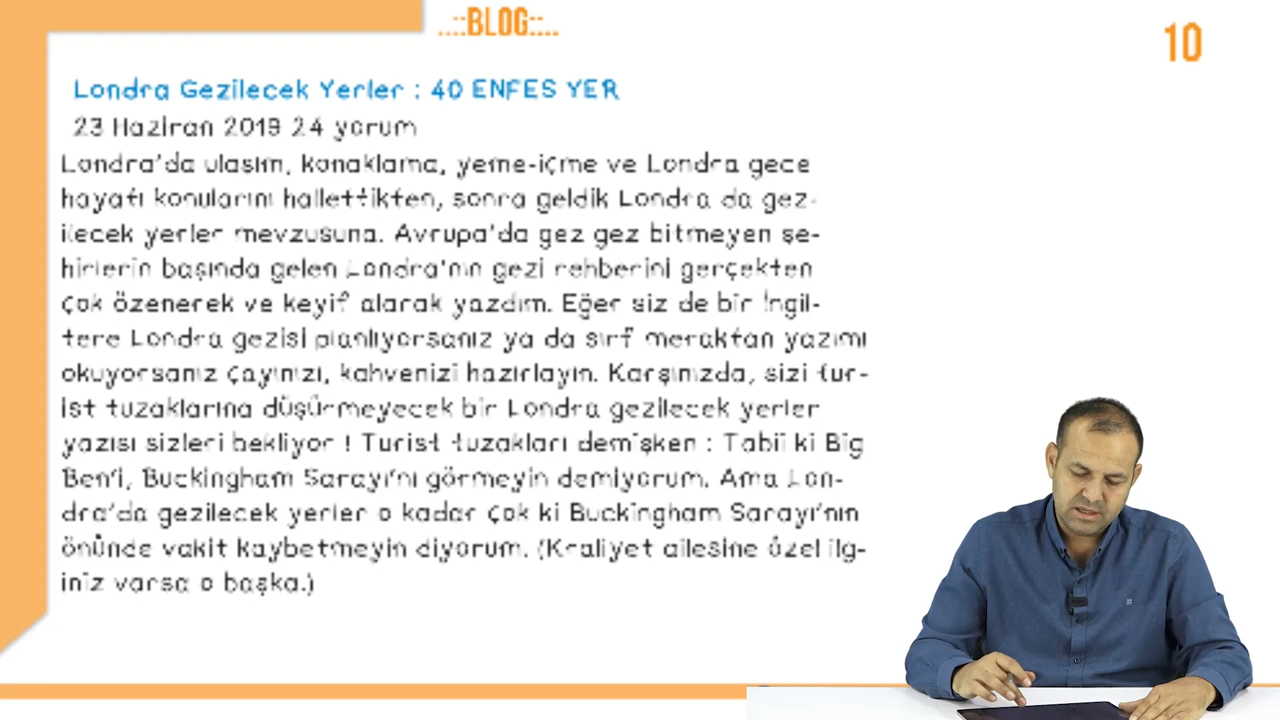 ...::BLOG::...
10
Londra Gezilecek Yerler : 40 ENFES YER
23 Haziran 2019 24 yorum
Londra'da ulaşım, konaklama, yeme-içme ve Londra gece
hayatı konularını hallettikten, sonra geldik Londra da gez-
ilecek yerler mevzusuna. Avrupa'da gez gez bitmeyen şe-
hirlerin başında gelen Londra'nın gezi rehberini gerçekten
çok özenerek ve keyif alarak yazdım. Eğer siz de bir İngil-
tere Londra gezisi planlıyorsanız ya da sırf meraktan yazımı
okuyorsanız çayınızı, kahvenizi hazırlayın. Karşınızda, sizi tur-
ist tuzaklarına düşürmeyecek bir Londra gezilecek yerler
yazısı sizleri bekliyor ! Turist tuzakları demişken : Tabii ki Big
Ben'i, Buckingham Sarayı'nı görmeyin demiyorum. Ama Lon-
dra'da gezilecek yerler o kadar çok ki Buckingham Sarayı'nın
önünde vakit kaybetmeyin diyorum. (Kraliyet ailesine özel ilg-
iniz varsa o başka.)